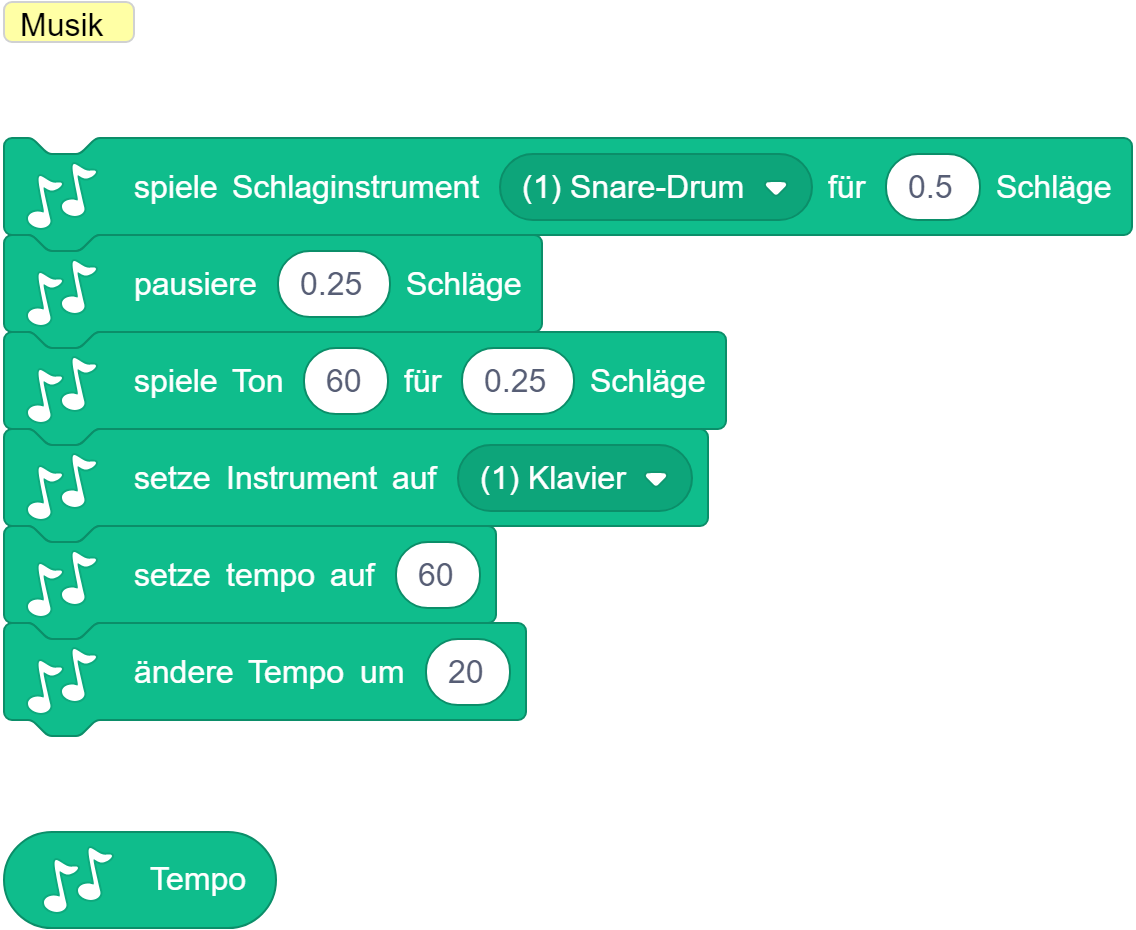 Musik
spiele Schlaginstrument (1) Snare-Drum für 0.5 Schläge
pausiere 0.25 Schläge
spiele Ton 60 für 0.25 Schläge
setze Instrument auf (1) Klavier
setze tempo auf 60
ändere Tempo um 20
Tempo